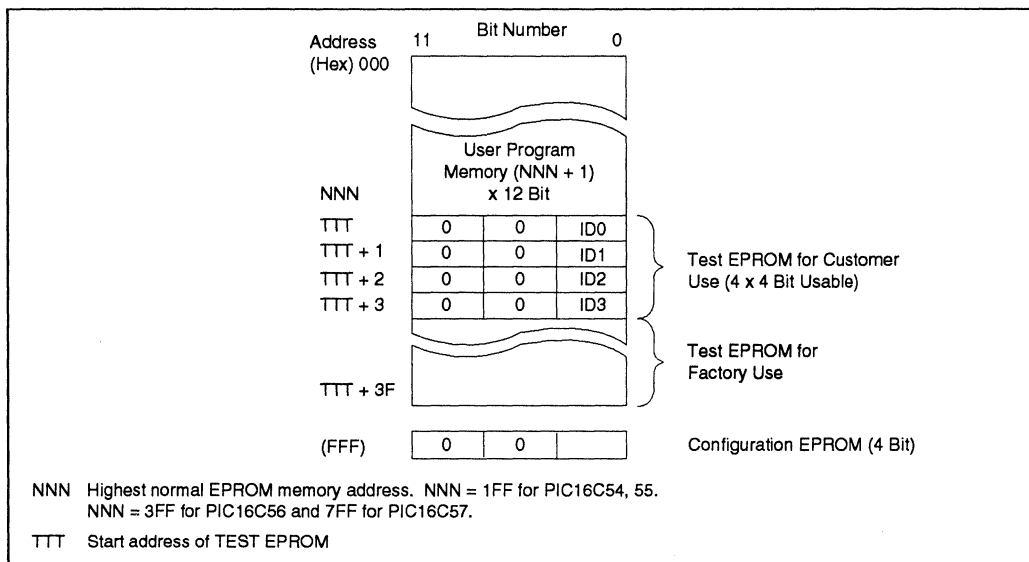 Bit Number
Address 11 0
(Hex) 000
User Program
Memory (NNN + 1)
x 12 Bit
NNN
TTT 0 0 ID0
TTT + 1 0 0 ID1
TTT + 2 0 0 ID2
TTT + 3 0 0 ID3
Test EPROM for Customer
Use (4 x 4 Bit Usable)
Test EPROM for
Factory Use
TTT + 3F
(FFF) 0 0 Configuration EPROM (4 Bit)
NNN Highest normal EPROM memory address. NNN = 1FF for PIC16C54, 55.
NNN = 3FF for PIC16C56 and 7FF for PIC16C57.
TTT Start address of TEST EPROM